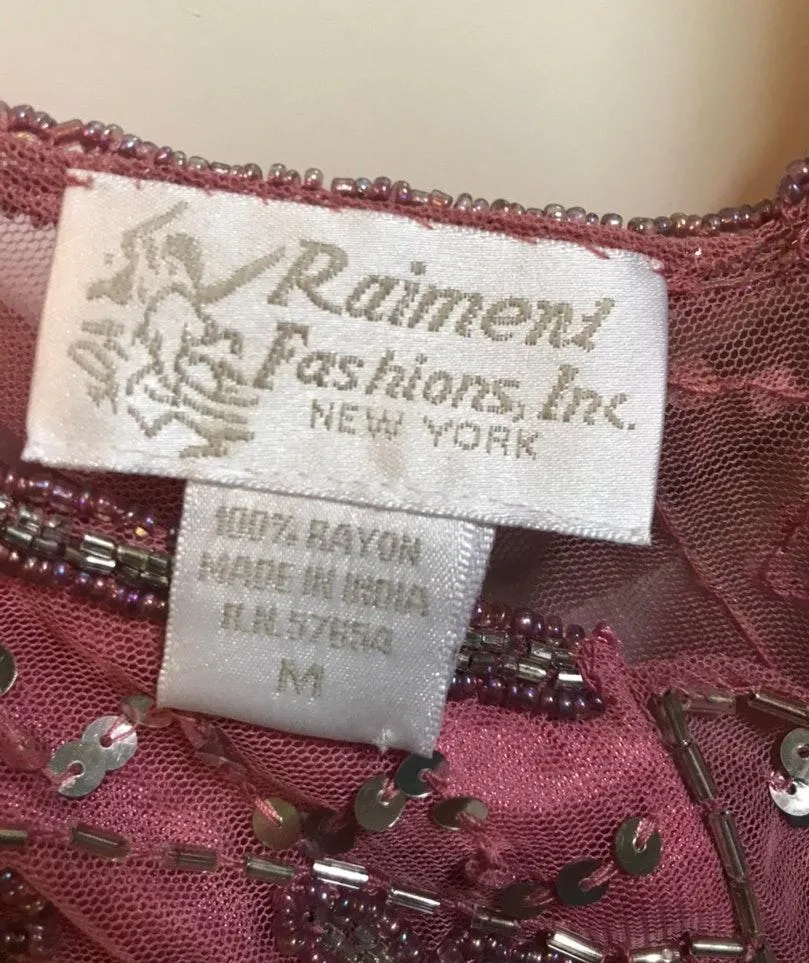 Raiment
Fashions, Inc.
NEW YORK
100% RAYON
MADE IN INDIA
R.N. 57654
M